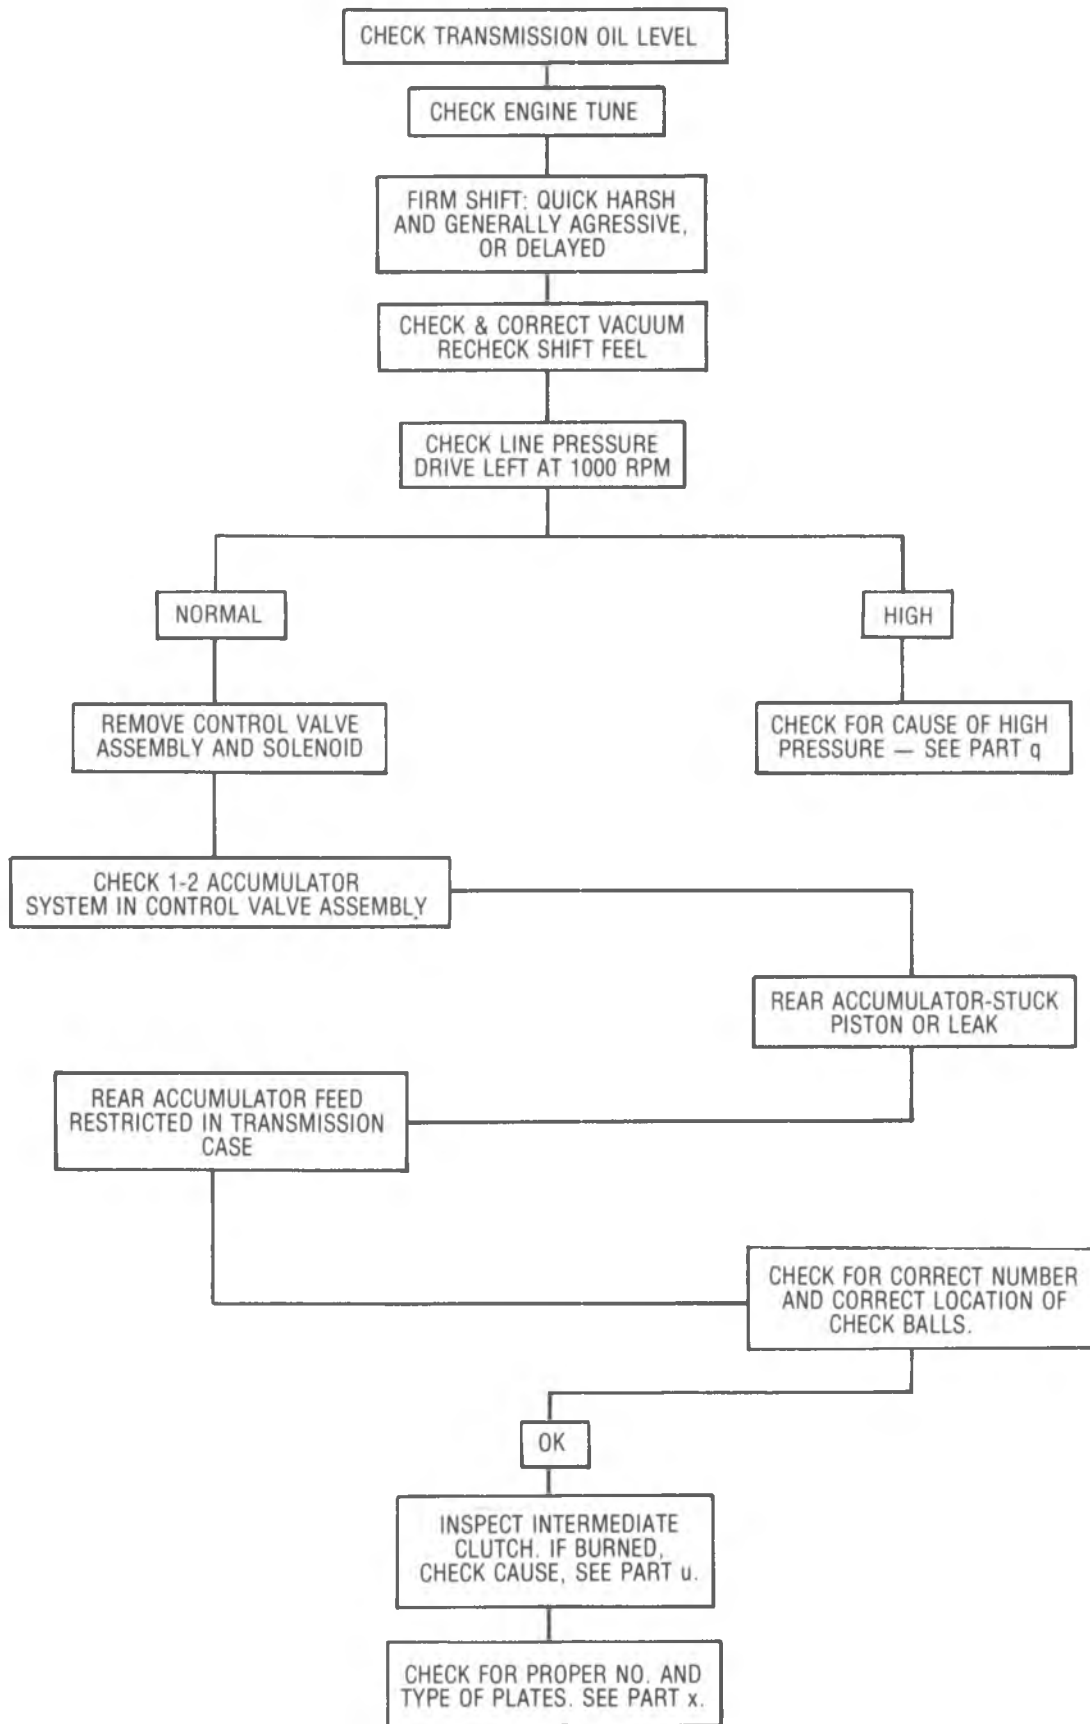 CHECK TRANSMISSION OIL LEVEL
CHECK ENGINE TUNE
FIRM SHIFT: QUICK HARSH
AND GENERALLY AGRESSIVE,
OR DELAYED
CHECK & CORRECT VACUUM
RECHECK SHIFT FEEL
CHECK LINE PRESSURE
DRIVE LEFT AT 1000 RPM
NORMAL
HIGH
REMOVE CONTROL VALVE
ASSEMBLY AND SOLENOID
CHECK FOR CAUSE OF HIGH
PRESSURE — SEE PART q
CHECK 1-2 ACCUMULATOR
SYSTEM IN CONTROL VALVE ASSEMBLY
REAR ACCUMULATOR-STUCK
PISTON OR LEAK
REAR ACCUMULATOR FEED
RESTRICTED IN TRANSMISSION
CASE
CHECK FOR CORRECT NUMBER
AND CORRECT LOCATION OF
CHECK BALLS.
OK
INSPECT INTERMEDIATE
CLUTCH. IF BURNED,
CHECK CAUSE, SEE PART u.
CHECK FOR PROPER NO. AND
TYPE OF PLATES. SEE PART x.